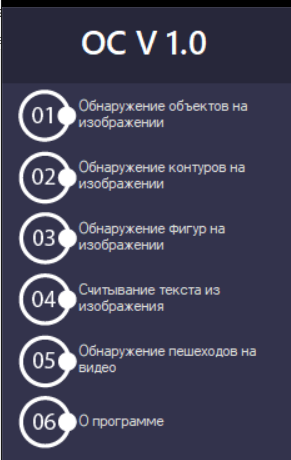 ОС V 1.0
01
Обнаружение объектов на
изображении
02
Обнаружение контуров на
изображении
03
Обнаружение фигур на
изображении
04
Считывание текста из
изображения
05
Обнаружение пешеходов на
видео
06
О программе